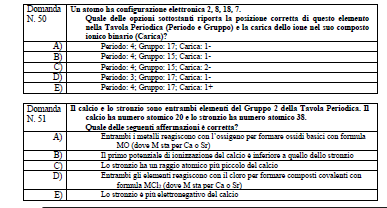 Domanda N. 50
Un atomo ha configurazione elettronica 2, 8, 18, 7.
Quale delle opzioni sottostanti riporta la posizione corretta di questo elemento
nella Tavola Periodica (Periodo e Gruppo) e la carica dello ione nel suo composto
ionico binario (Carica)?
A) Periodo: 4; Gruppo: 17; Carica: 1-
B) Periodo: 4; Gruppo: 15; Carica: 1-
C) Periodo: 4; Gruppo: 15; Carica: 2-
D) Periodo: 3; Gruppo: 17; Carica: 1-
E) Periodo: 4; Gruppo: 17; Carica: 1+
Domanda N. 51
Il calcio e lo stronzio sono entrambi elementi del Gruppo 2 della Tavola Periodica. Il
calcio ha numero atomico 20 e lo stronzio ha numero atomico 38.
Quale delle seguenti affermazioni è corretta?
A) Entrambi i metalli reagiscono con l'ossigeno per formare ossidi basici con formula
MO (dove M sta per Ca o Sr)
B) Il primo potenziale di ionizzazione del calcio è inferiore a quello dello stronzio
C) Lo stronzio ha un raggio atomico più piccolo del calcio
D) Entrambi gli elementi reagiscono con il cloro per formare composti covalenti con
formula MCl₂ (dove M sta per Ca o Sr)
E) Lo stronzio è più elettronegativo del calcio